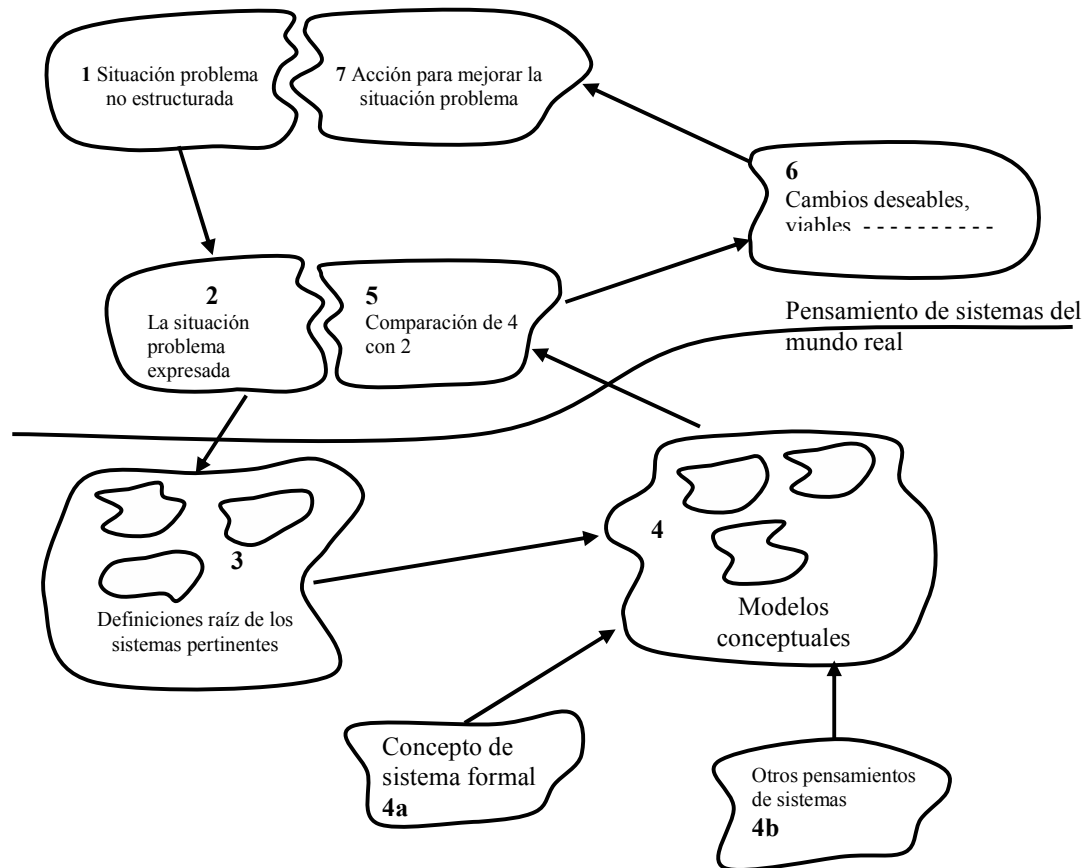 1 Situación problema
no estructurada
7 Acción para mejorar la
situación problema
6
Cambios deseables,
viables - - - - - - - - - -
2
La situación
problema
expresada
5
Comparación de 4
con 2
Pensamiento de sistemas del
mundo real
3
Definiciones raíz de los
sistemas pertinentes
4
Modelos
conceptuales
Concepto de
sistema formal
4a
Otros pensamientos
de sistemas
4b